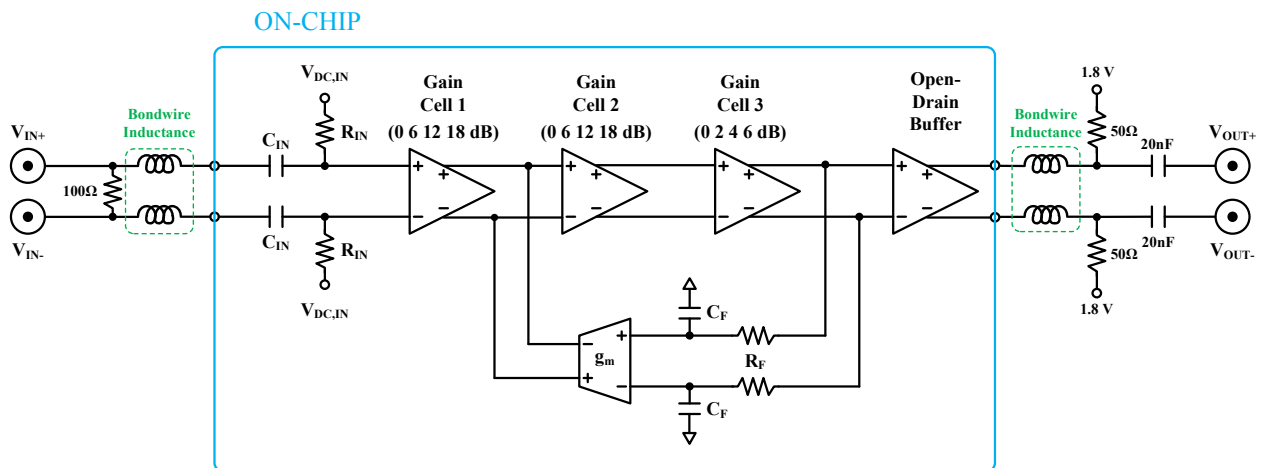 ON-CHIP
Bondwire
Inductance
V_IN+
100Ω
V_IN-
C_IN
C_IN
V_DC,IN
R_IN
R_IN
V_DC,IN
Gain
Cell 1
(0 6 12 18 dB)
+
+
−
−
Gain
Cell 2
(0 6 12 18 dB)
+
+
−
−
Gain
Cell 3
(0 2 4 6 dB)
+
+
−
−
Open-
Drain
Buffer
+
+
−
−
Bondwire
Inductance
1.8 V
50Ω
20nF
V_OUT+
20nF
V_OUT-
50Ω
1.8 V
C_F
R_F
− +
g_m
+ −
C_F